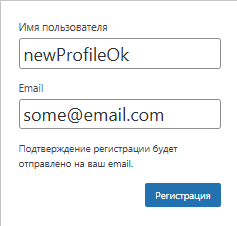 Имя пользователя
newProfileOk
Email
some@email.com
Подтверждение регистрации будет
отправлено на ваш email.
Регистрация